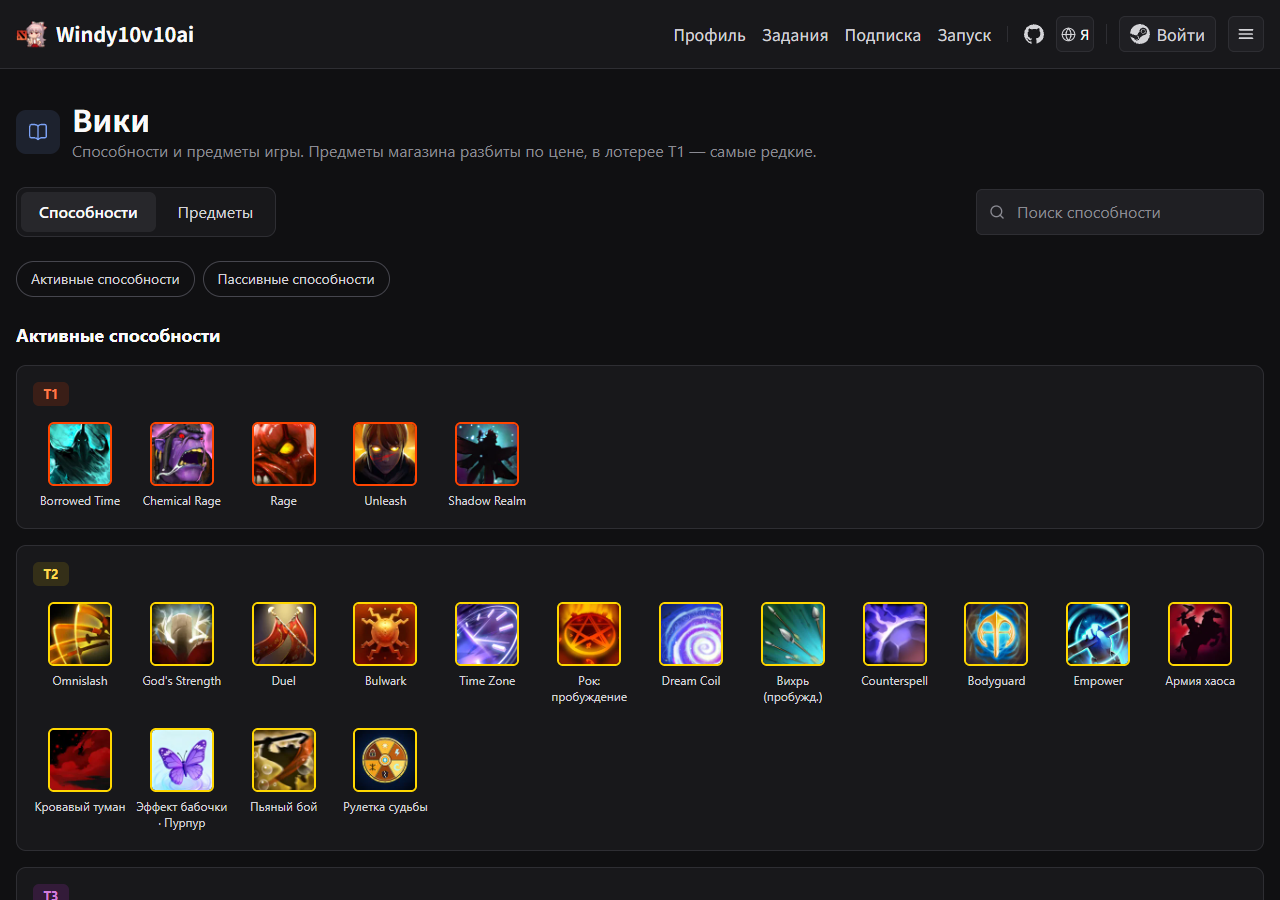 Windy10v10ai
Профиль Задания Подписка Запуск Я Войти
Вики
Способности и предметы игры. Предметы магазина разбиты по цене, в лотерее T1 — самые редкие.
Способности Предметы Поиск способности
Активные способности Пассивные способности
Активные способности
T1
Borrowed Time Chemical Rage Rage Unleash Shadow Realm
T2
Omnislash God's Strength Duel Bulwark Time Zone Рок: пробуждение Dream Coil Вихрь (пробужд.) Counterspell Bodyguard Empower Армия хаоса
Кровавый туман Эффект бабочки · Пурпур Пьяный бой Рулетка судьбы
T3